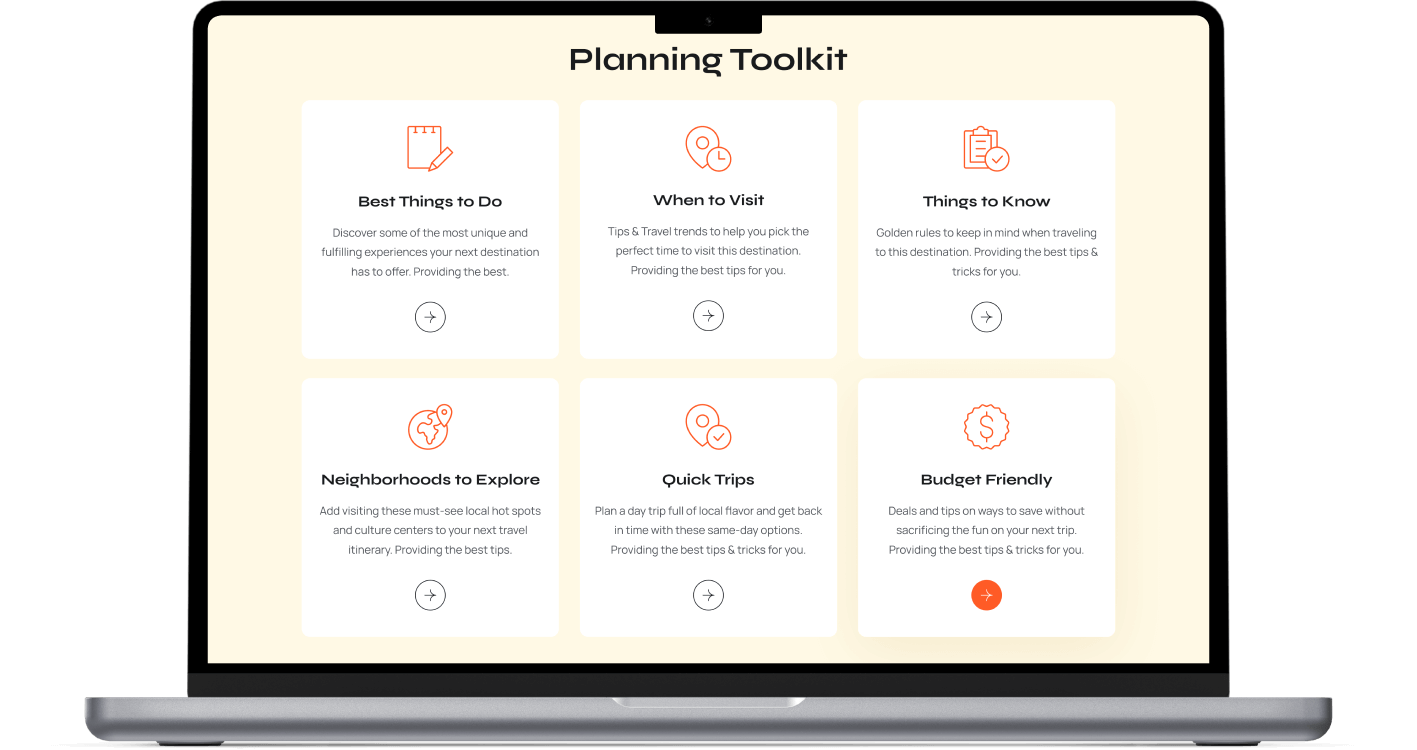 Planning Toolkit
Best Things to Do
Discover some of the most unique and
fulfilling experiences your next destination
has to offer. Providing the best.
When to Visit
Tips & Travel trends to help you pick the
perfect time to visit this destination.
Providing the best tips for you.
Things to Know
Golden rules to keep in mind when traveling
to this destination. Providing the best tips &
tricks for you.
Neighborhoods to Explore
Add visiting these must-see local hot spots
and culture centers to your next travel
itinerary. Providing the best tips.
Quick Trips
Plan a day trip full of local flavor and get back
in time with these same-day options.
Providing the best tips & tricks for you.
Budget Friendly
Deals and tips on ways to save without
sacrificing the fun on your next trip.
Providing the best tips & tricks for you.